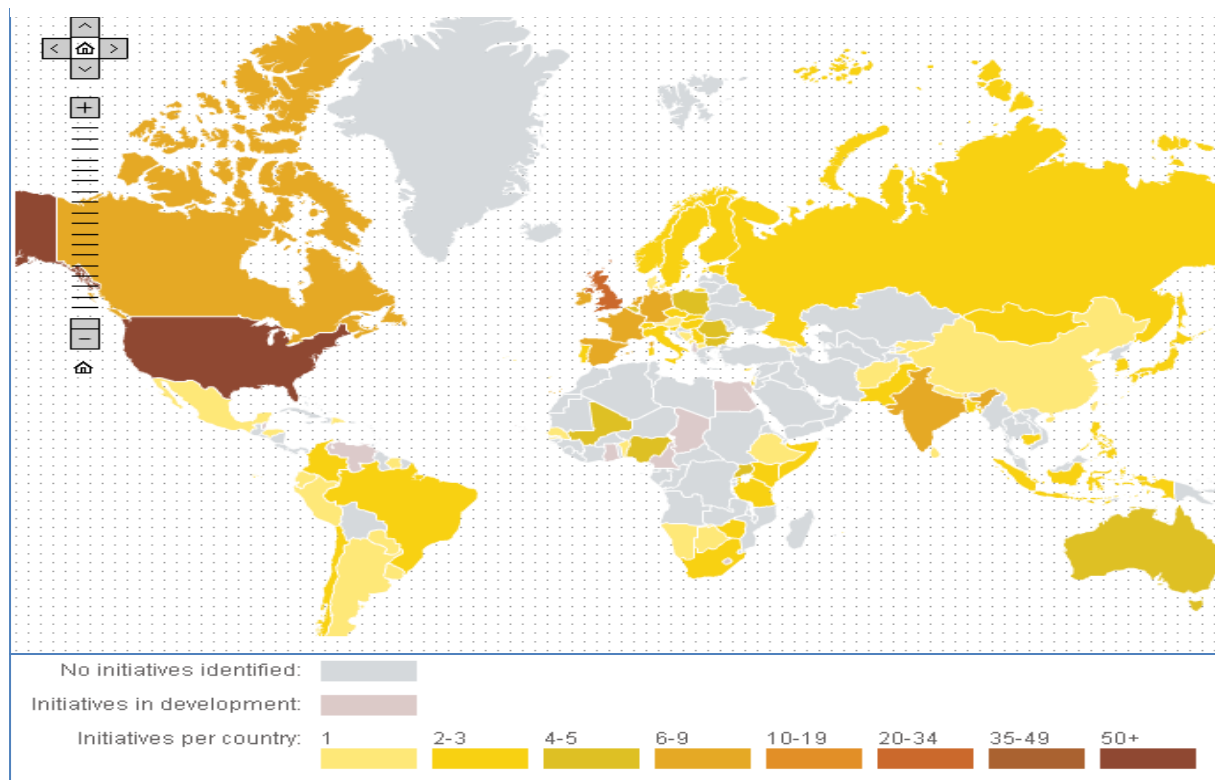 No initiatives identified:
Initiatives in development:
Initiatives per country: 1 2-3 4-5 6-9 10-19 20-34 35-49 50+